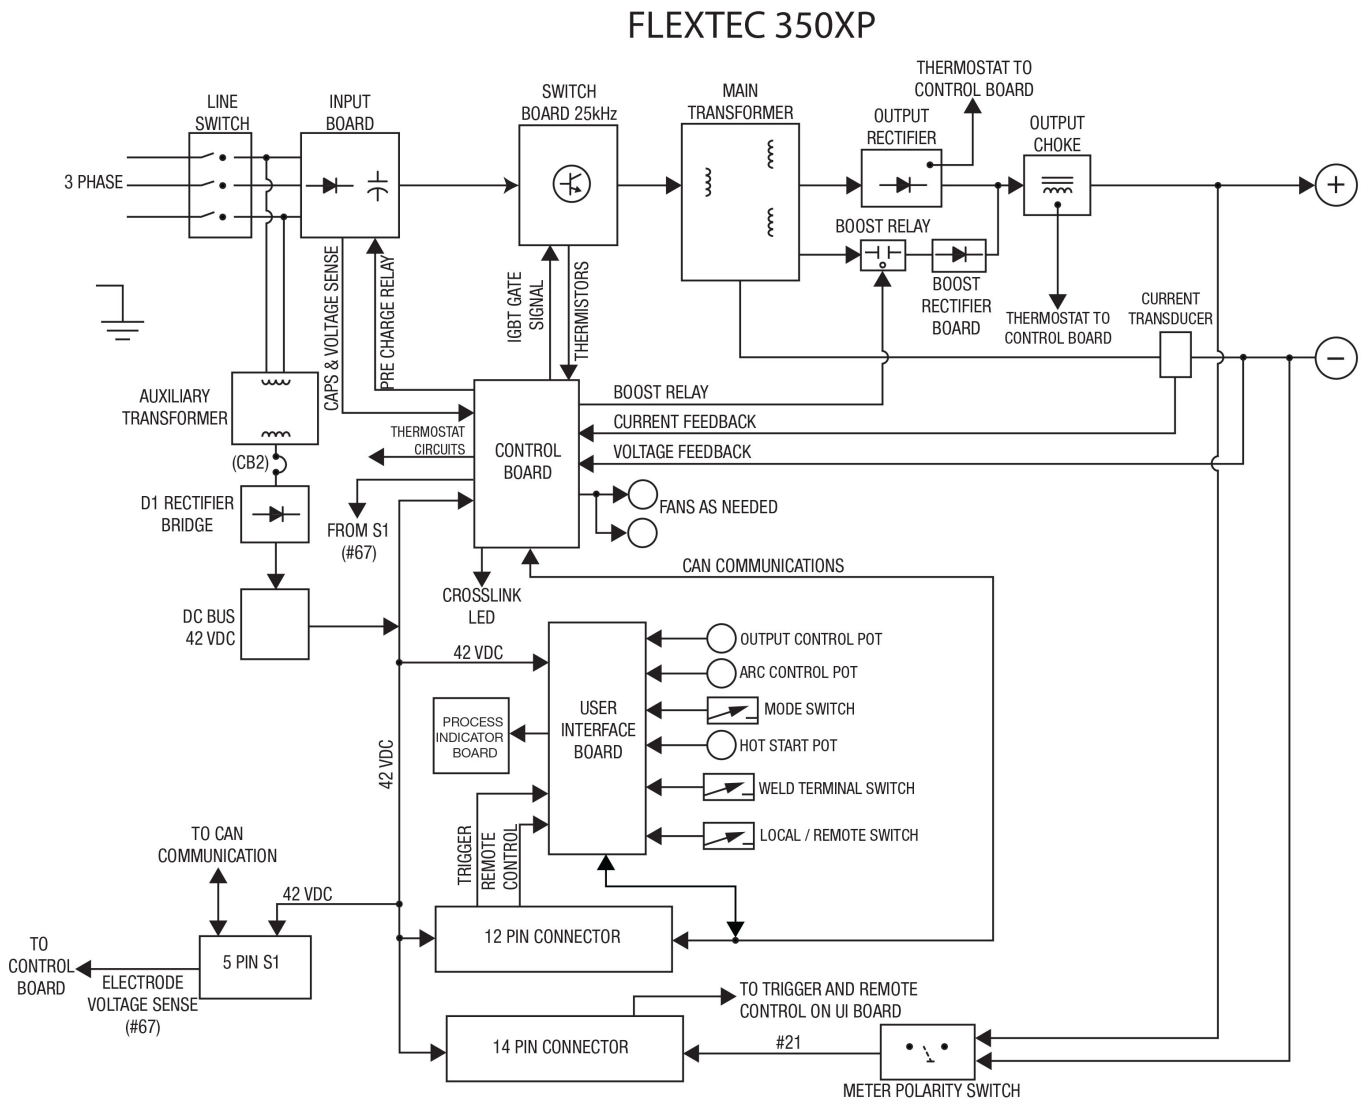 FLEXTEC 350XP
THERMOSTAT TO
CONTROL BOARD
LINE
SWITCH
INPUT
BOARD
SWITCH
BOARD 25kHz
MAIN
TRANSFORMER
OUTPUT
RECTIFIER
OUTPUT
CHOKE
3 PHASE
+
BOOST RELAY
BOOST
RECTIFIER
BOARD
CAPS & VOLTAGE SENSE
PRE CHARGE RELAY
IGBT GATE
SIGNAL
THERMISTORS
THERMOSTAT TO
CONTROL BOARD
CURRENT
TRANSDUCER
−
AUXILIARY
TRANSFORMER
BOOST RELAY
CURRENT FEEDBACK
VOLTAGE FEEDBACK
THERMOSTAT
CIRCUITS
CONTROL
BOARD
(CB2)
D1 RECTIFIER
BRIDGE
FROM S1
(#67)
FANS AS NEEDED
CAN COMMUNICATIONS
CROSSLINK
LED
DC BUS
42 VDC
42 VDC
OUTPUT CONTROL POT
ARC CONTROL POT
MODE SWITCH
HOT START POT
WELD TERMINAL SWITCH
LOCAL / REMOTE SWITCH
USER
INTERFACE
BOARD
PROCESS
INDICATOR
BOARD
42 VDC
TRIGGER
REMOTE
CONTROL
TO CAN
COMMUNICATION
42 VDC
12 PIN CONNECTOR
5 PIN S1
TO
CONTROL
BOARD
ELECTRODE
VOLTAGE SENSE
(#67)
TO TRIGGER AND REMOTE
CONTROL ON UI BOARD
14 PIN CONNECTOR
#21
METER POLARITY SWITCH